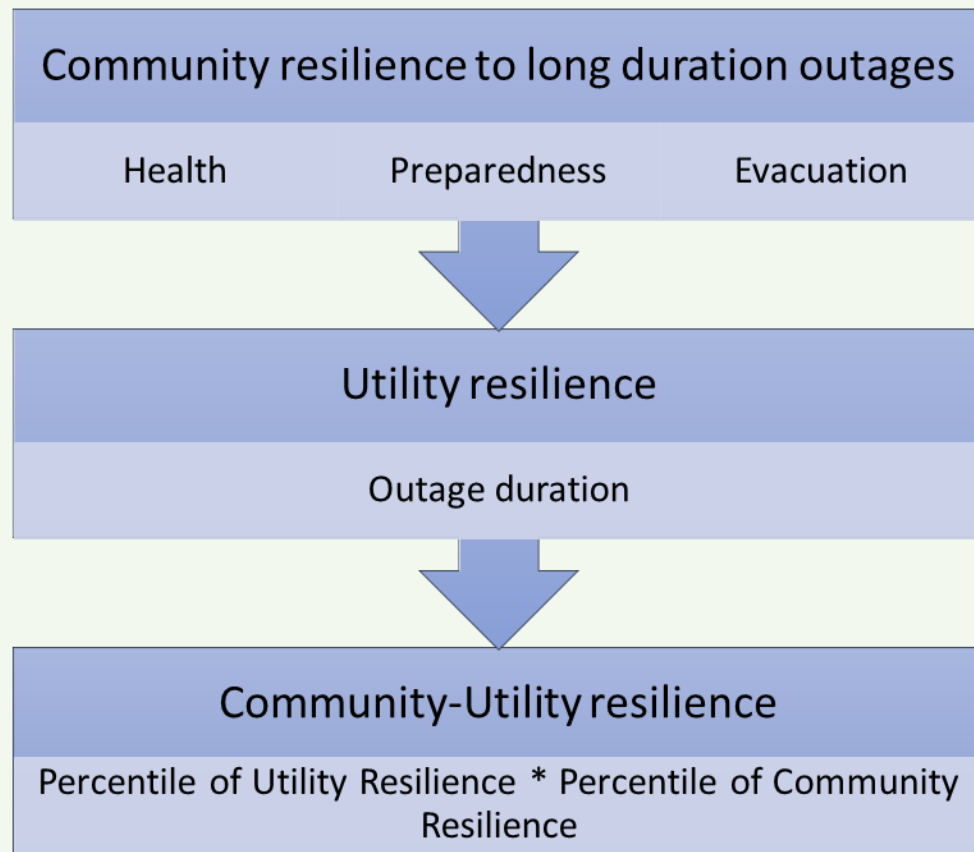 Community resilience to long duration outages
Health Preparedness Evacuation
Utility resilience
Outage duration
Community-Utility resilience
Percentile of Utility Resilience * Percentile of Community
Resilience